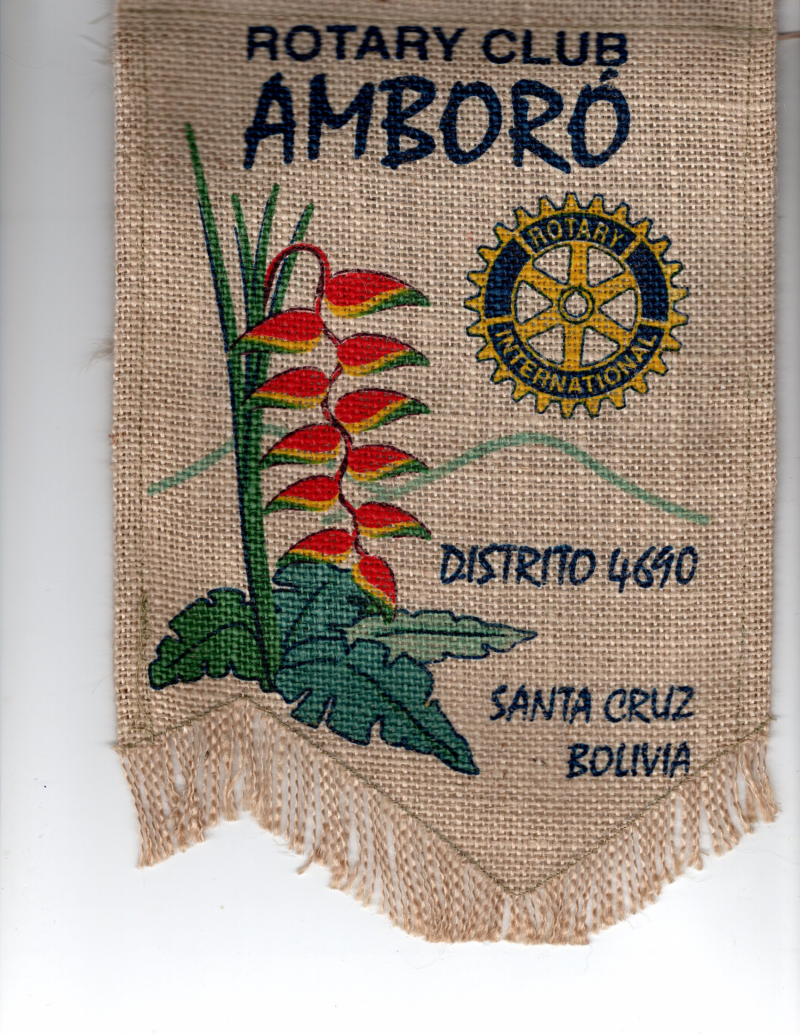 ROTARY CLUB
AMBORÓ
ROTARY
INTERNATIONAL
DISTRITO 4690
SANTA CRUZ
BOLIVIA